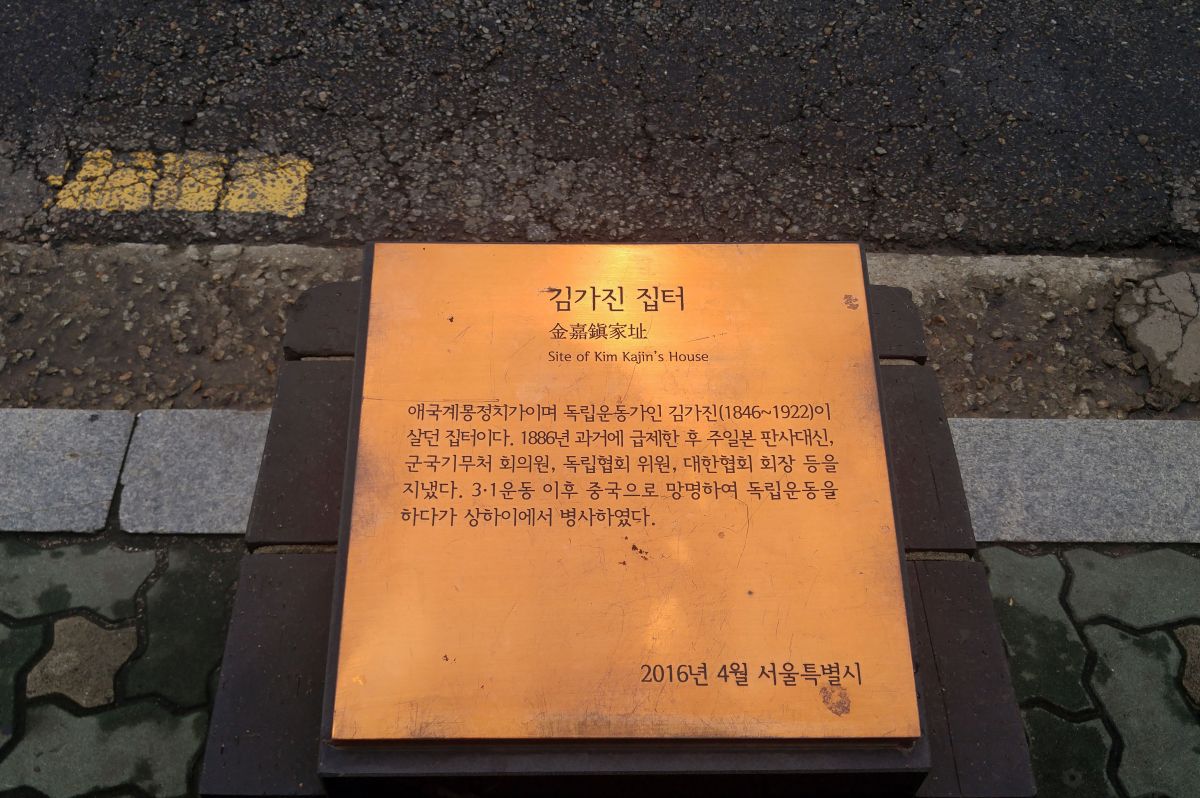 김가진 집터
金嘉鎭家址
Site of Kim Kajin's House
애국계몽정치가이며 독립운동가인 김가진(1846~1922)이
살던 집터이다. 1886년 과거에 급제한 후 주일본 판사대신,
군국기무처 회의원, 독립협회 위원, 대한협회 회장 등을
지냈다. 3·1운동 이후 중국으로 망명하여 독립운동을
하다가 상하이에서 병사하였다.
2016년 4월 서울특별시